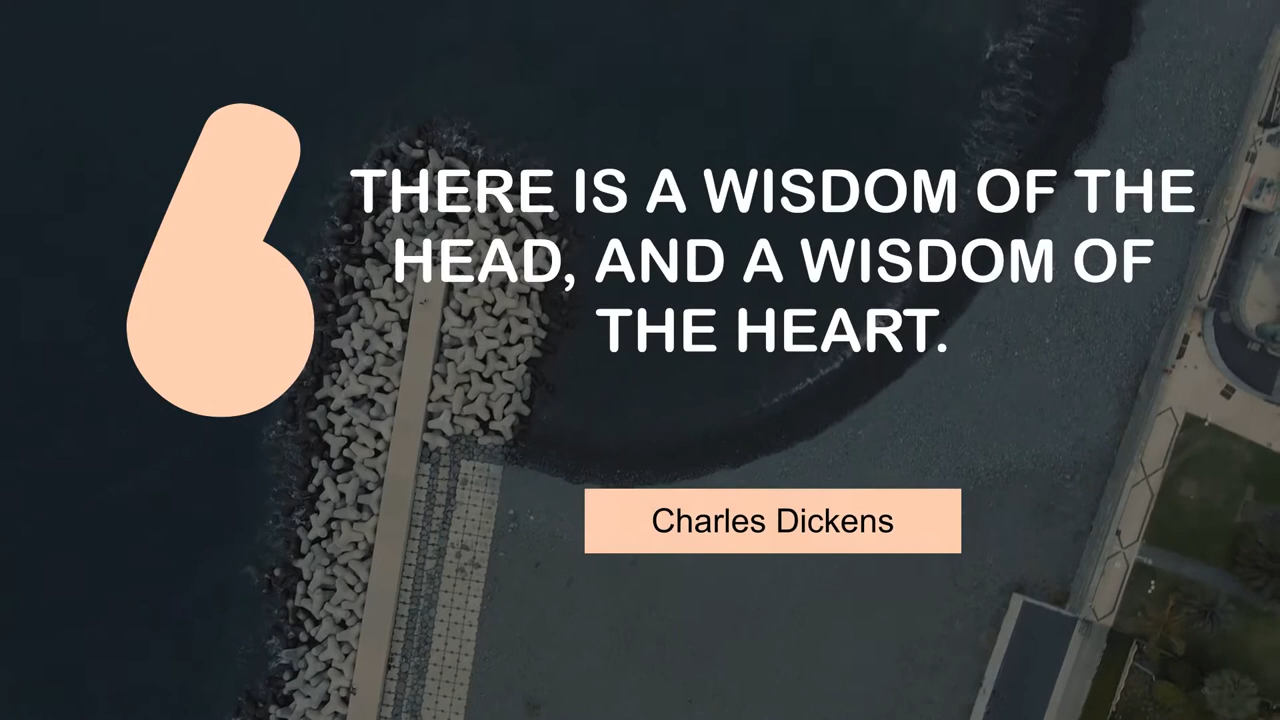 THERE IS A WISDOM OF THE
HEAD, AND A WISDOM OF
THE HEART.
Charles Dickens